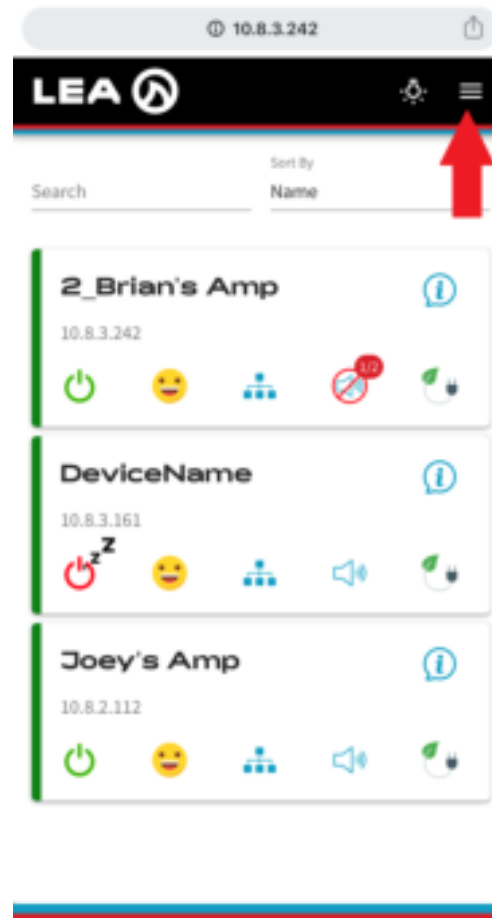 10.8.3.242
LEA
Sort By
Search
Name
2_Brian's Amp
10.8.3.242
1/2
DeviceName
10.8.3.161
z z
Joey's Amp
10.8.2.112